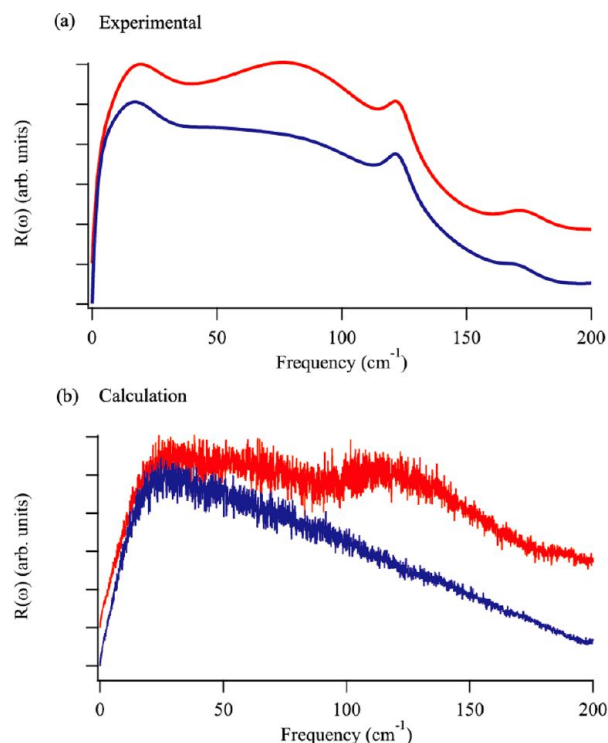 (a) Experimental
R(ω) (arb. units)
0 50 100 150 200
Frequency (cm⁻¹)
(b) Calculation
R(ω) (arb. units)
0 50 100 150 200
Frequency (cm⁻¹)